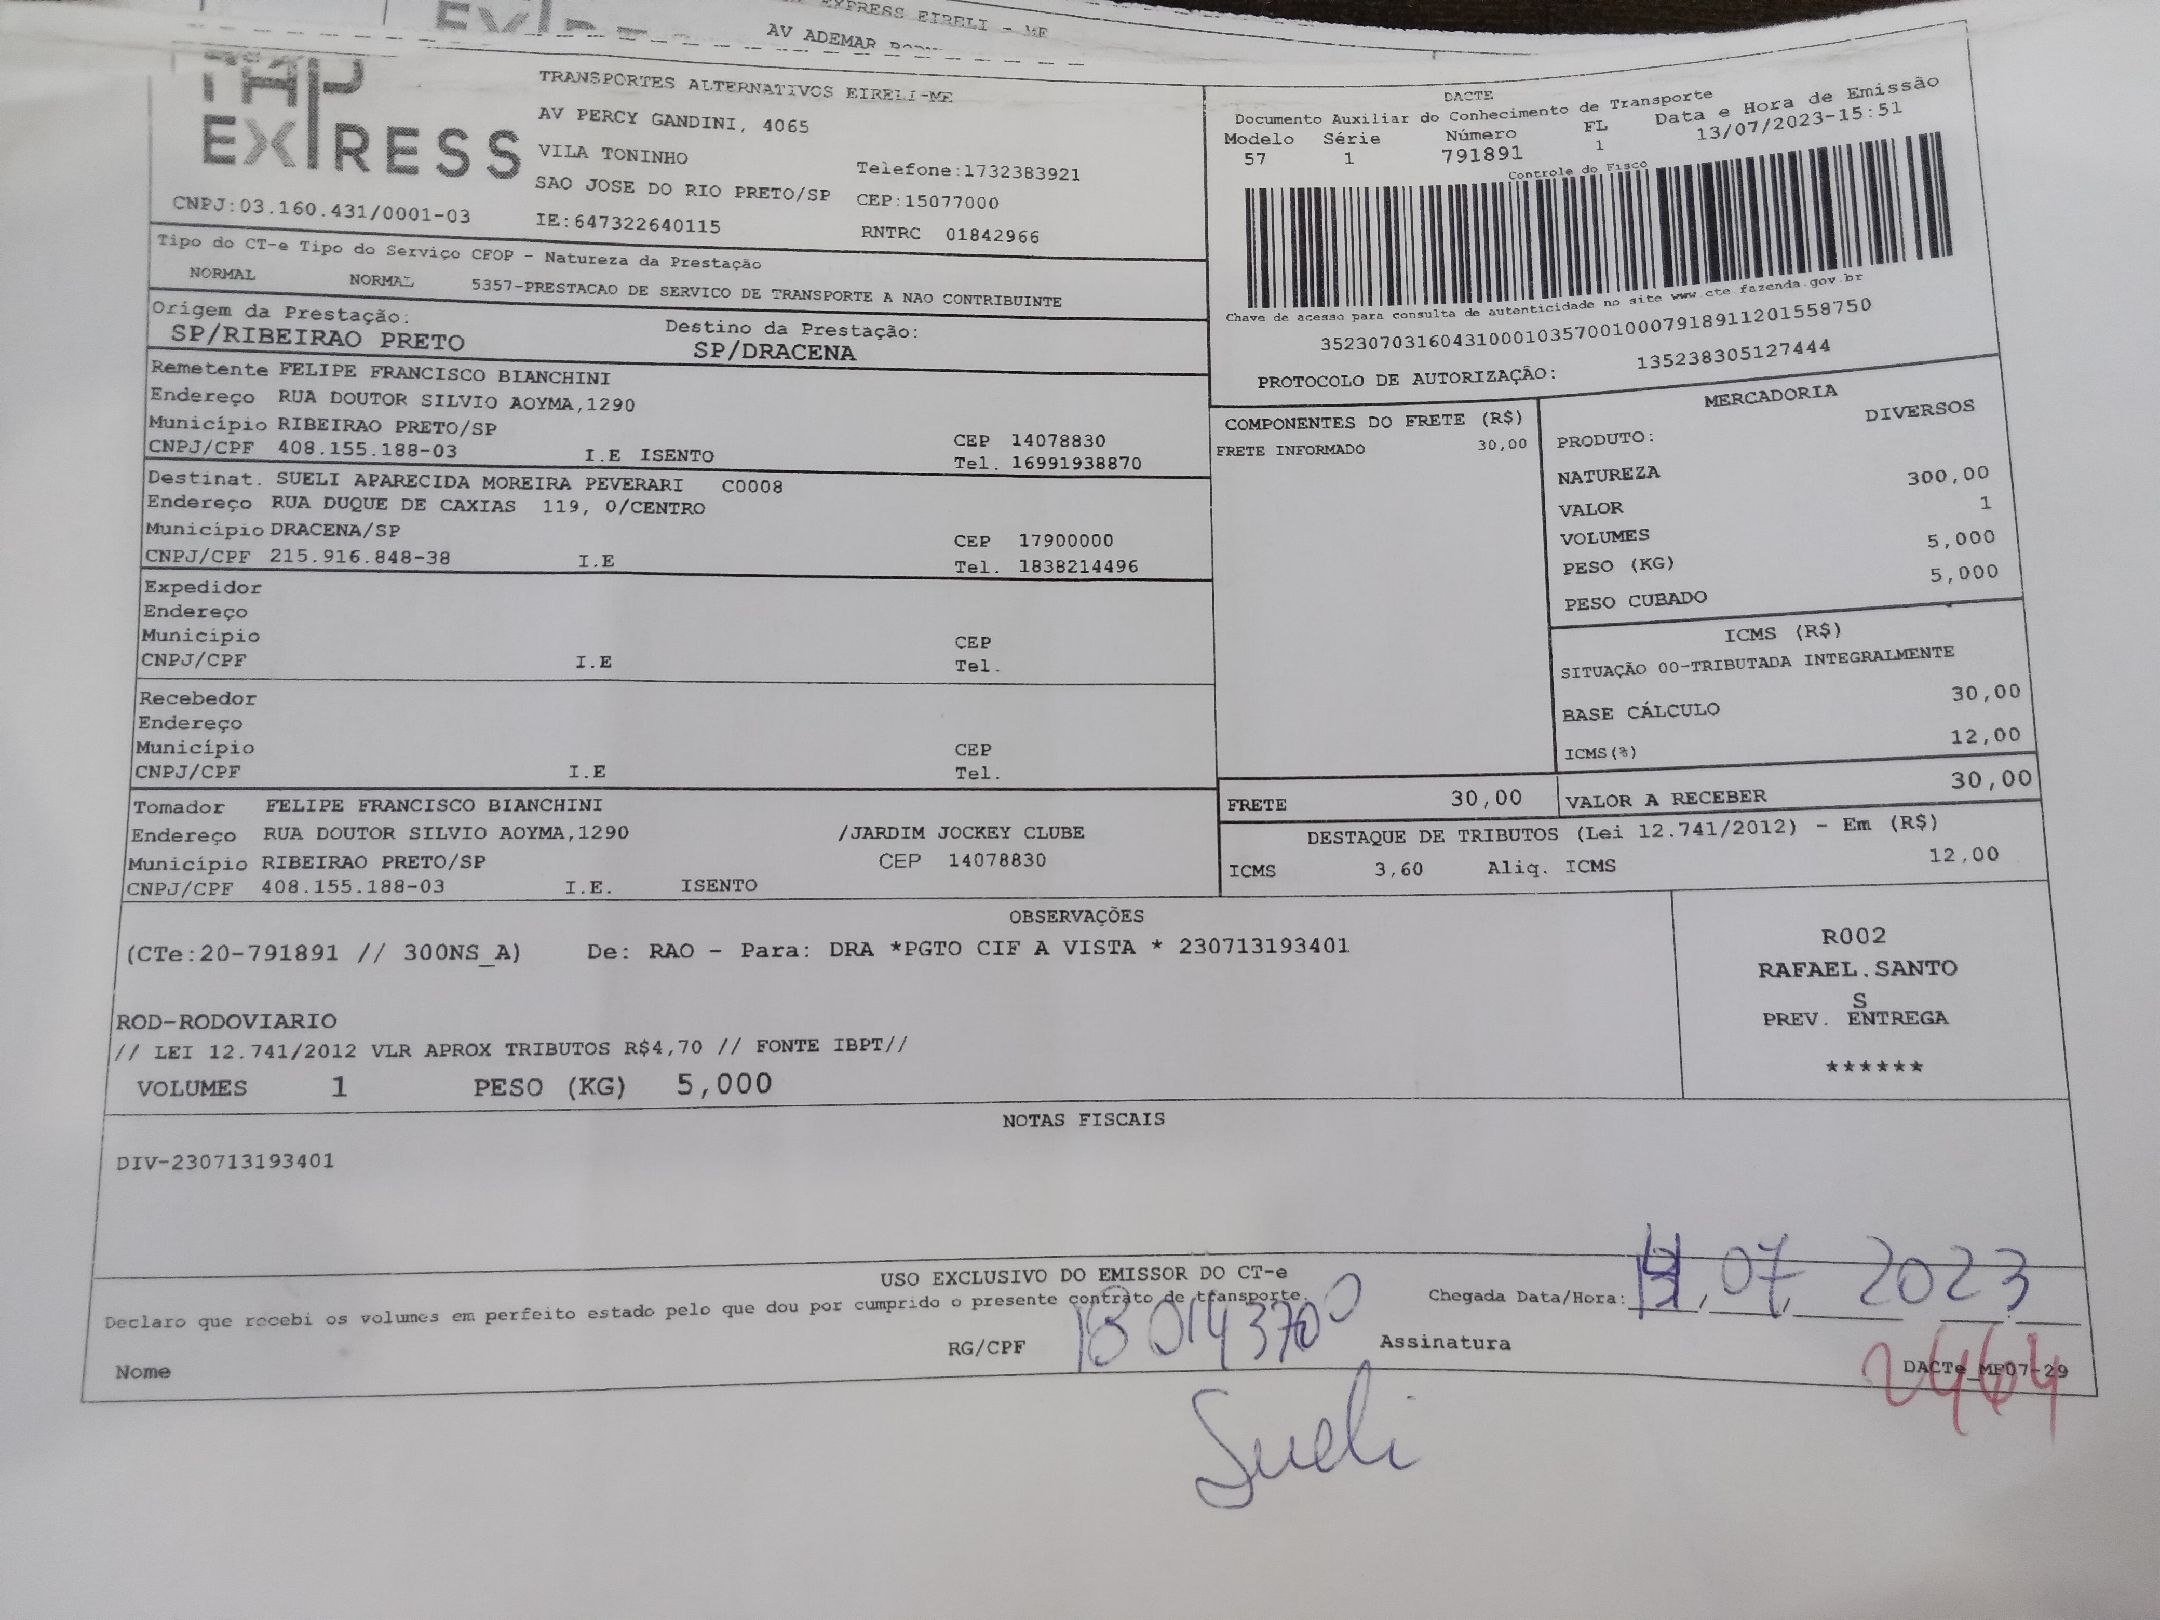 EXPRESS EIRELI - ME
AV ADEMAR
TAP
EXPRESS
CNPJ:03.160.431/0001-03
TRANSPORTES ALTERNATIVOS EIRELI-ME
AV PERCY GANDINI, 4065
VILA TONINHO
Telefone:1732383921
SAO JOSE DO RIO PRETO/SP CEP:15077000
IE:647322640115 RNTRC 01842966
DACTE
Documento Auxiliar do Conhecimento de Transporte
Modelo Série Número FL Data e Hora de Emissão
57 1 791891 1 13/07/2023-15:51
Controle do Fisco
Chave de acesso para consulta de autenticidade no site www.cte.fazenda.gov.br
35230703160431000103570010007918911201558750
PROTOCOLO DE AUTORIZAÇÃO: 135238305127444
Tipo do CT-e Tipo do Serviço CFOP - Natureza da Prestação
NORMAL NORMAL 5357-PRESTACAO DE SERVICO DE TRANSPORTE A NAO CONTRIBUINTE
Origem da Prestação: Destino da Prestação:
SP/RIBEIRAO PRETO SP/DRACENA
Remetente FELIPE FRANCISCO BIANCHINI
Endereço RUA DOUTOR SILVIO AOYMA,1290
Município RIBEIRAO PRETO/SP CEP 14078830
CNPJ/CPF 408.155.188-03 I.E ISENTO Tel. 16991938870
Destinat. SUELI APARECIDA MOREIRA PEVERARI C0008
Endereço RUA DUQUE DE CAXIAS 119, 0/CENTRO
Município DRACENA/SP CEP 17900000
CNPJ/CPF 215.916.848-38 I.E Tel. 1838214496
Expedidor
Endereço
Município CEP
CNPJ/CPF I.E Tel.
Recebedor
Endereço
Município CEP
CNPJ/CPF I.E Tel.
Tomador FELIPE FRANCISCO BIANCHINI
Endereço RUA DOUTOR SILVIO AOYMA,1290 /JARDIM JOCKEY CLUBE
Município RIBEIRAO PRETO/SP CEP 14078830
CNPJ/CPF 408.155.188-03 I.E. ISENTO
COMPONENTES DO FRETE (R$)
FRETE INFORMADO 30,00
MERCADORIA
PRODUTO: DIVERSOS
NATUREZA
VALOR 300,00
VOLUMES 1
PESO (KG) 5,000
PESO CUBADO 5,000
ICMS (R$)
SITUAÇÃO 00-TRIBUTADA INTEGRALMENTE
BASE CÁLCULO 30,00
ICMS(%) 12,00
FRETE 30,00 VALOR A RECEBER 30,00
DESTAQUE DE TRIBUTOS (Lei 12.741/2012) - Em (R$)
ICMS 3,60 Aliq. ICMS 12,00
OBSERVAÇÕES
(CTe:20-791891 // 300NS_A) De: RAO - Para: DRA *PGTO CIF A VISTA * 230713193401
ROD-RODOVIARIO
// LEI 12.741/2012 VLR APROX TRIBUTOS R$4,70 // FONTE IBPT//
VOLUMES 1 PESO (KG) 5,000
R002
RAFAEL.SANTO
S
PREV. ENTREGA
******
NOTAS FISCAIS
DIV-230713193401
USO EXCLUSIVO DO EMISSOR DO CT-e
Declaro que recebi os volumes em perfeito estado pelo que dou por cumprido o presente contrato de transporte.
Chegada Data/Hora: 07 2023
Nome RG/CPF 180143700 Assinatura
DACTe_MF07-29
2464
Sueli